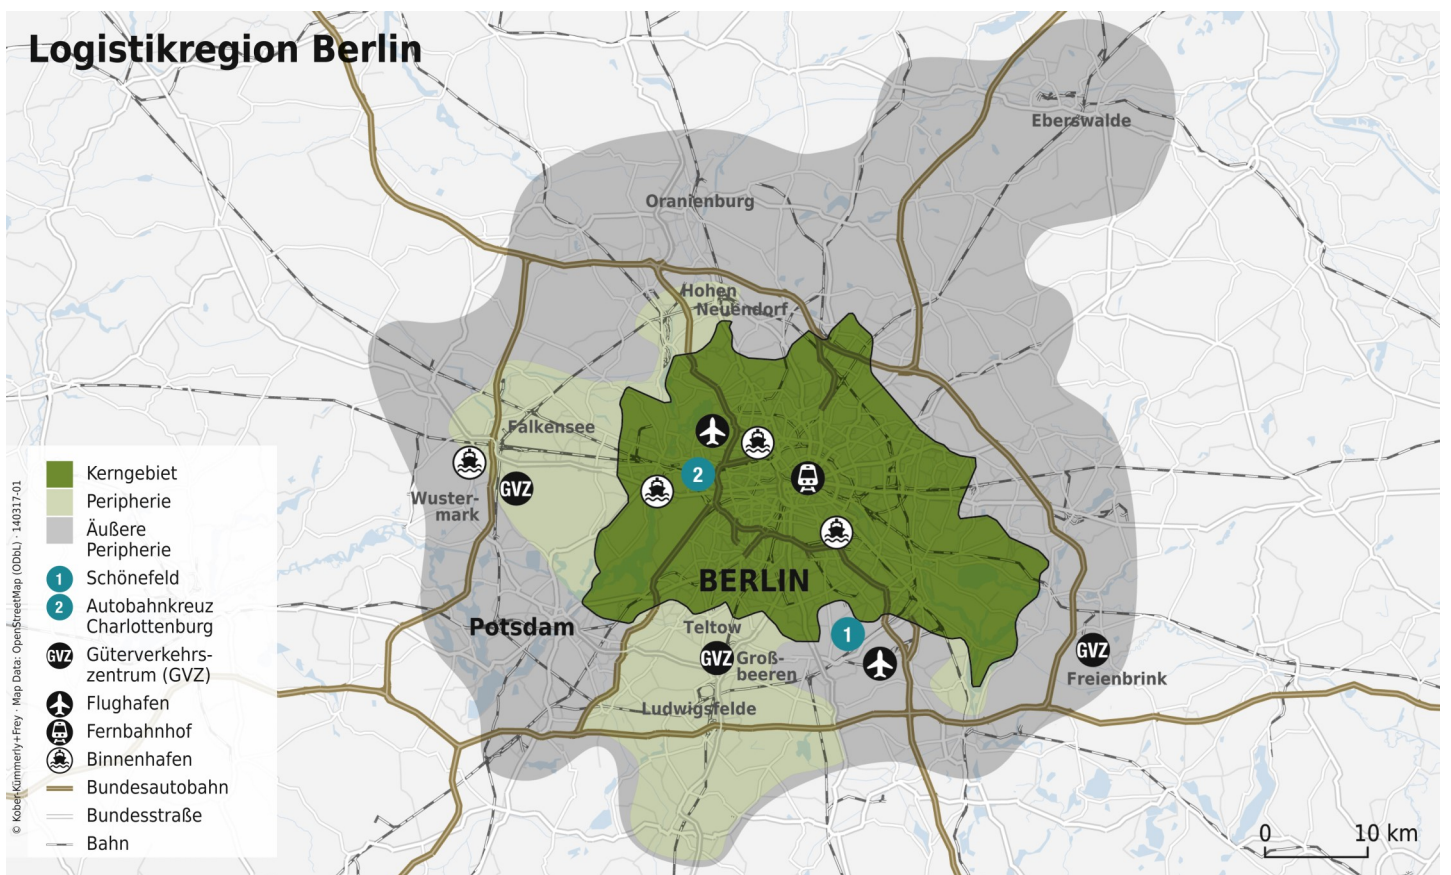 Logistikregion Berlin
Eberswalde
Oranienburg
Hohen
Neuendorf
Falkensee
2
GVZ
Wuster-
mark
BERLIN
Potsdam
Teltow
1
GVZ
Groß-
beeren
GVZ
Freienbrink
Ludwigsfelde
Kerngebiet
Peripherie
Äußere
Peripherie
1 Schönefeld
2 Autobahnkreuz
Charlottenburg
GVZ Güterverkehrs-
zentrum (GVZ)
Flughafen
Fernbahnhof
Binnenhafen
Bundesautobahn
Bundesstraße
Bahn
© Kober-Kümmerly+Frey · Map Data: OpenStreetMap (ODbL) · 140317-01
0 10 km